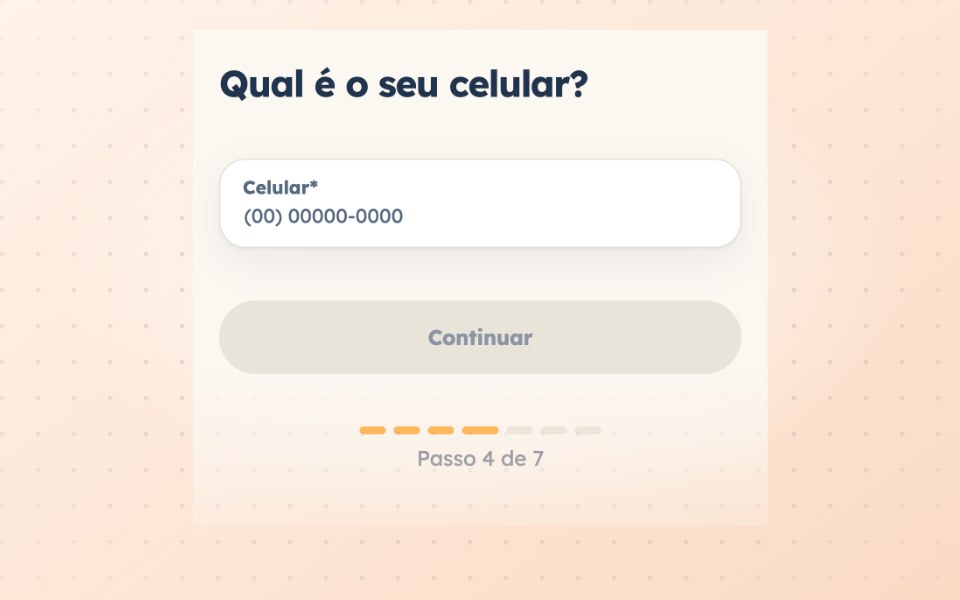 Qual é o seu celular?
Celular*
(00) 00000-0000
Continuar
Passo 4 de 7